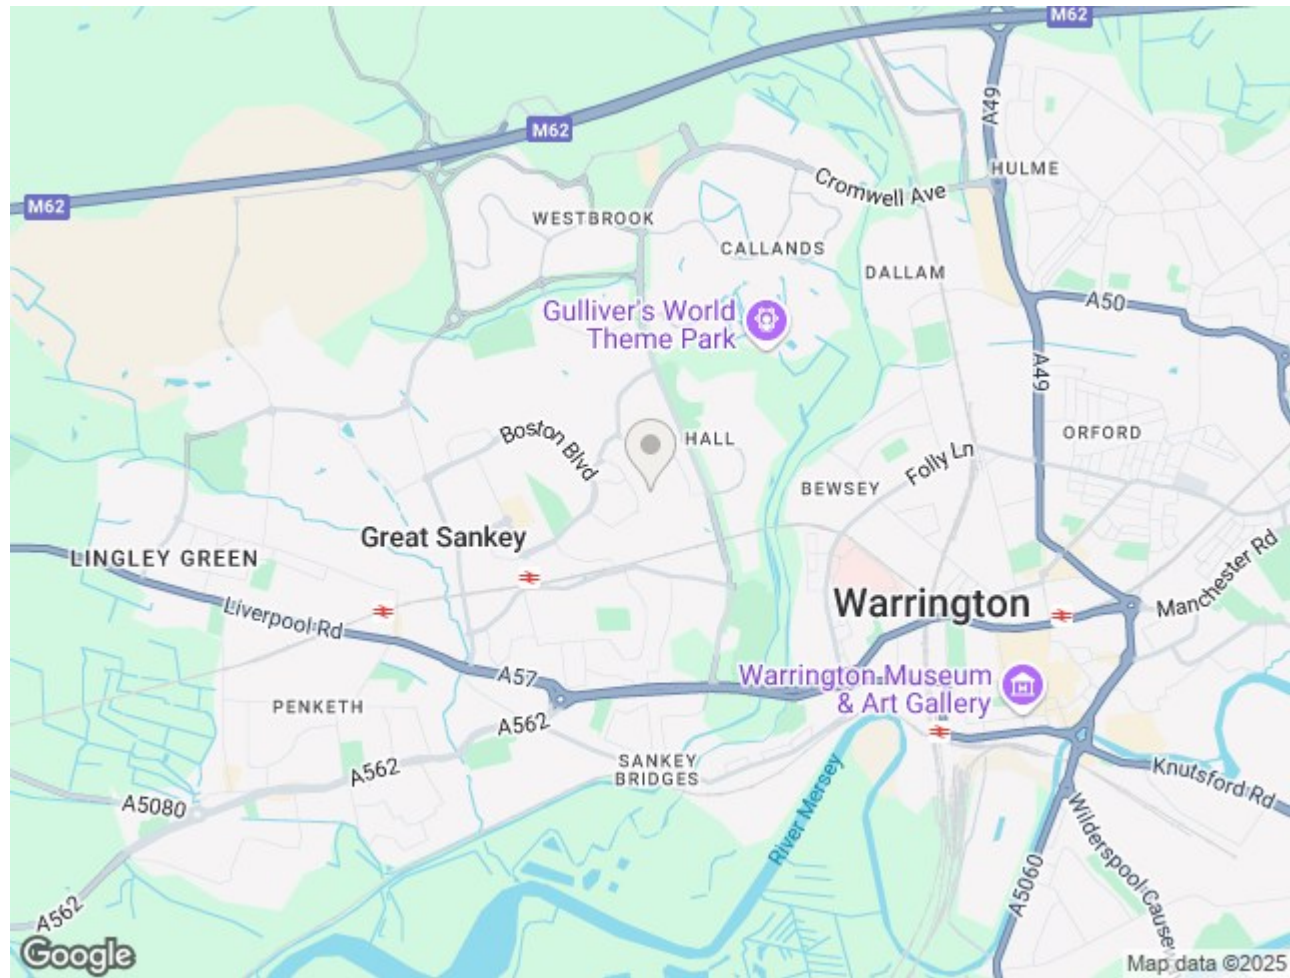 M62
M62
M62
A49
HULME
Cromwell Ave
WESTBROOK
CALLANDS
DALLAM
A50
Gulliver's World
Theme Park
A49
Boston Blvd
HALL
ORFORD
Folly Ln
BEWSEY
Great Sankey
LINGLEY GREEN
Manchester Rd
Liverpool Rd
Warrington
A57
Warrington Museum
& Art Gallery
PENKETH
A562
SANKEY
BRIDGES
A562
A5080
River Mersey
Knutsford Rd
Wilderspool Cause
A5060
A562
Google
Map data ©2025